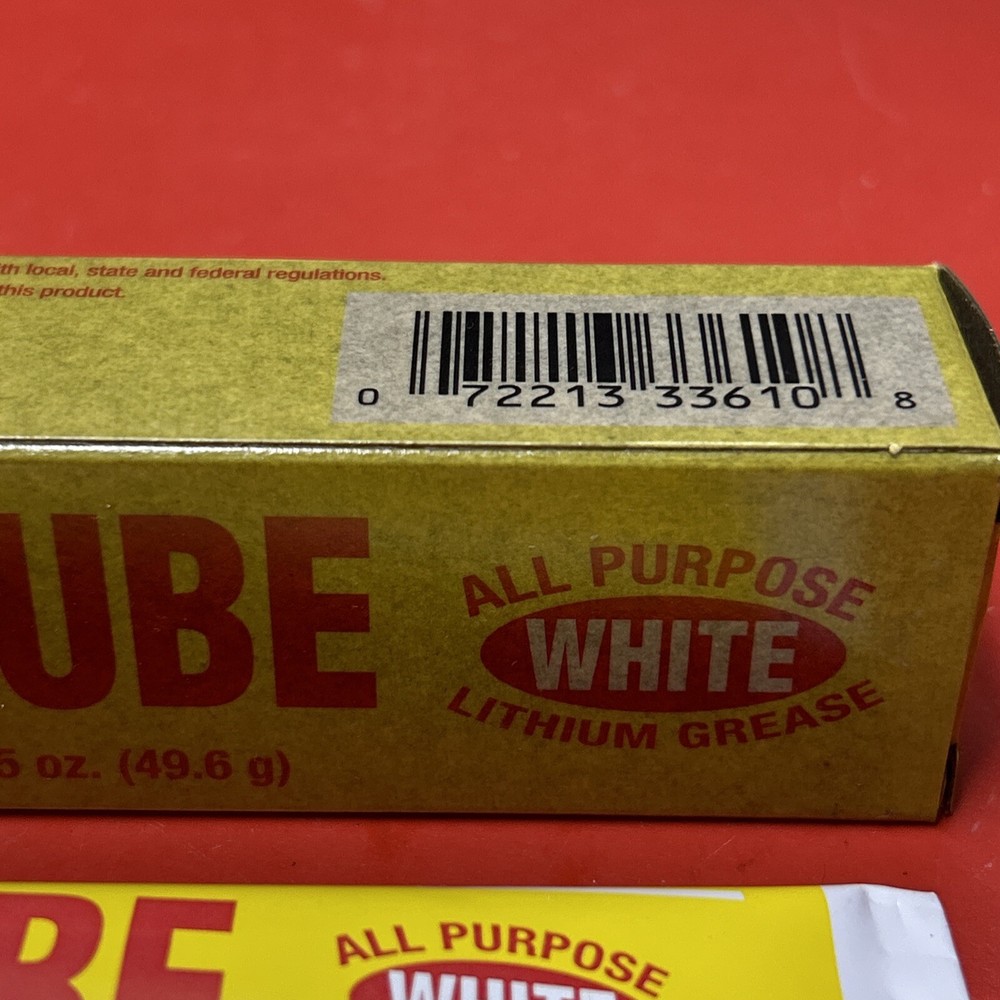 th local, state and federal regulations.
this product.
0 72213 33610 8
UBE
ALL PURPOSE
WHITE
LITHIUM GREASE
5 oz. (49.6 g)
BE
ALL PURPOSE
WHITE